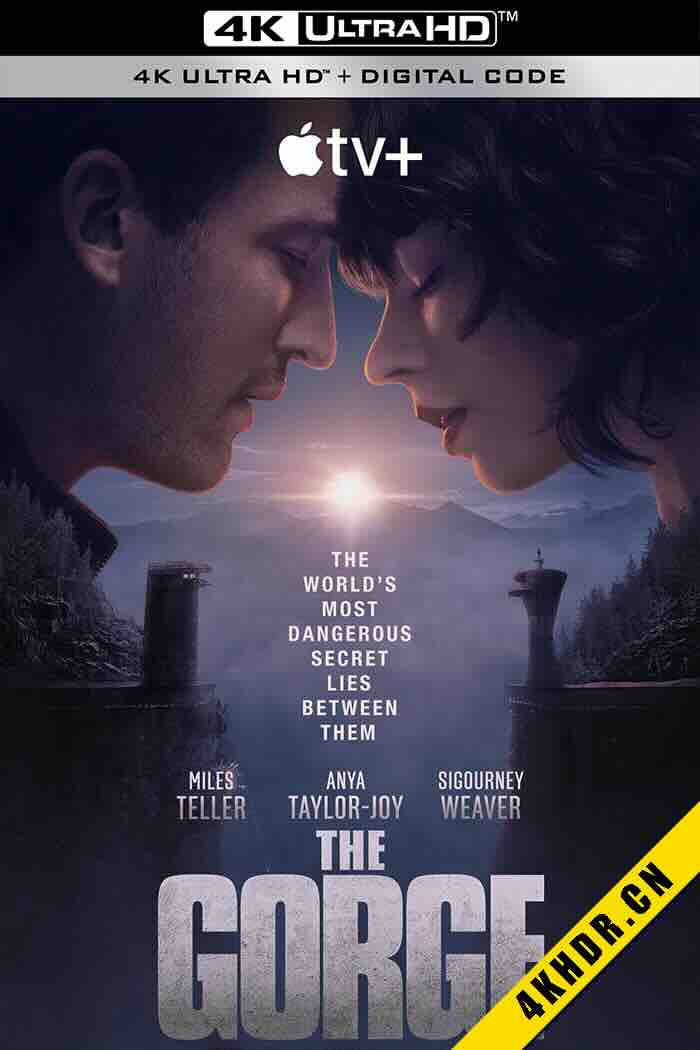 4K ULTRA HD™
4K ULTRA HD™ + DIGITAL CODE
tv+
THE
WORLD'S
MOST
DANGEROUS
SECRET
LIES
BETWEEN
THEM
MILES
TELLER
ANYA
TAYLOR-JOY
SIGOURNEY
WEAVER
THE
GORGE
4KHDR.CN